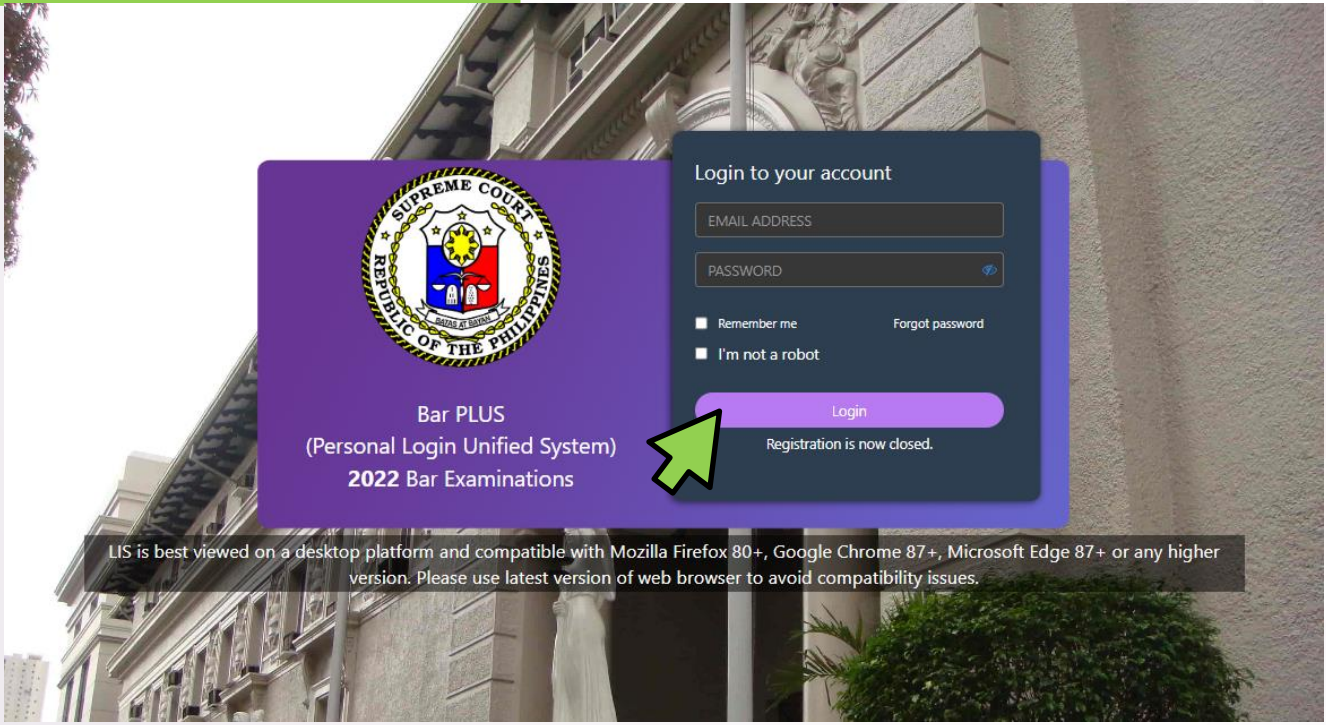 SUPREME COURT
REPUBLIC OF THE PHILIPPINES
BATAS AT BAYAN
Bar PLUS
(Personal Login Unified System)
2022 Bar Examinations
Login to your account
EMAIL ADDRESS
PASSWORD
Remember me Forgot password
I'm not a robot
Login
Registration is now closed.
LIS is best viewed on a desktop platform and compatible with Mozilla Firefox 80+, Google Chrome 87+, Microsoft Edge 87+ or any higher
version. Please use latest version of web browser to avoid compatibility issues.